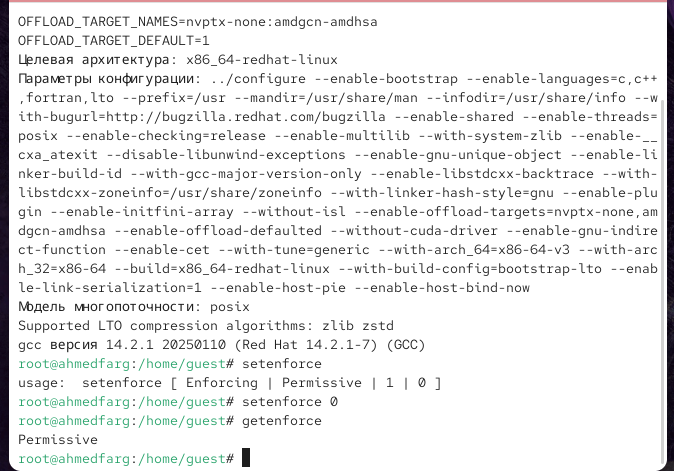 OFFLOAD_TARGET_NAMES=nvptx-none:amdgcn-amdhsa
OFFLOAD_TARGET_DEFAULT=1
Целевая архитектура: x86_64-redhat-linux
Параметры конфигурации: ../configure --enable-bootstrap --enable-languages=c,c++
,fortran,lto --prefix=/usr --mandir=/usr/share/man --infodir=/usr/share/info --w
ith-bugurl=http://bugzilla.redhat.com/bugzilla --enable-shared --enable-threads=
posix --enable-checking=release --enable-multilib --with-system-zlib --enable-__
cxa_atexit --disable-libunwind-exceptions --enable-gnu-unique-object --enable-li
nker-build-id --with-gcc-major-version-only --enable-libstdcxx-backtrace --with-
libstdcxx-zoneinfo=/usr/share/zoneinfo --with-linker-hash-style=gnu --enable-plu
gin --enable-initfini-array --without-isl --enable-offload-targets=nvptx-none,am
dgcn-amdhsa --enable-offload-defaulted --without-cuda-driver --enable-gnu-indire
ct-function --enable-cet --with-tune=generic --with-arch_64=x86-64-v3 --with-arc
h_32=x86-64 --build=x86_64-redhat-linux --with-build-config=bootstrap-lto --enab
le-link-serialization=1 --enable-host-pie --enable-host-bind-now
Модель многопоточности: posix
Supported LTO compression algorithms: zlib zstd
gcc версия 14.2.1 20250110 (Red Hat 14.2.1-7) (GCC)
root@ahmedfarg:/home/guest# setenforce
usage:  setenforce [ Enforcing | Permissive | 1 | 0 ]
root@ahmedfarg:/home/guest# setenforce 0
root@ahmedfarg:/home/guest# getenforce
Permissive
root@ahmedfarg:/home/guest#